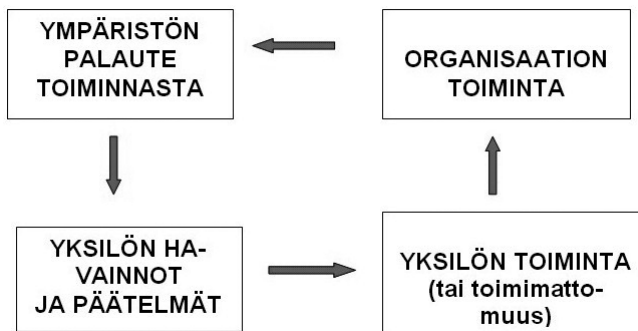 YMPÄRISTÖN
PALAUTE
TOIMINNASTA
ORGANISAATION
TOIMINTA
YKSILÖN HA-
VAINNOT
JA PÄÄTELMÄT
YKSILÖN TOIMINTA
(tai toimimatto-
muus)